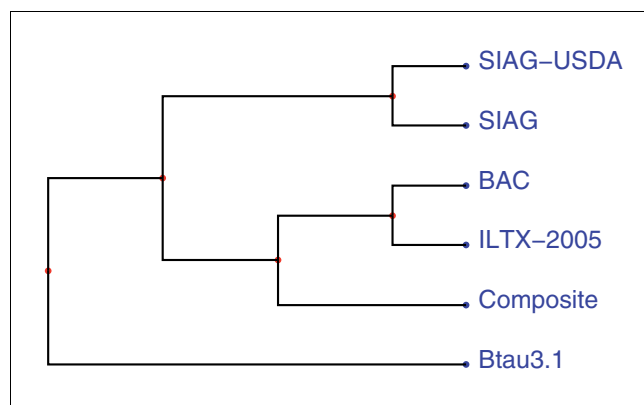 SIAG−USDA
SIAG
BAC
ILTX−2005
Composite
Btau3.1